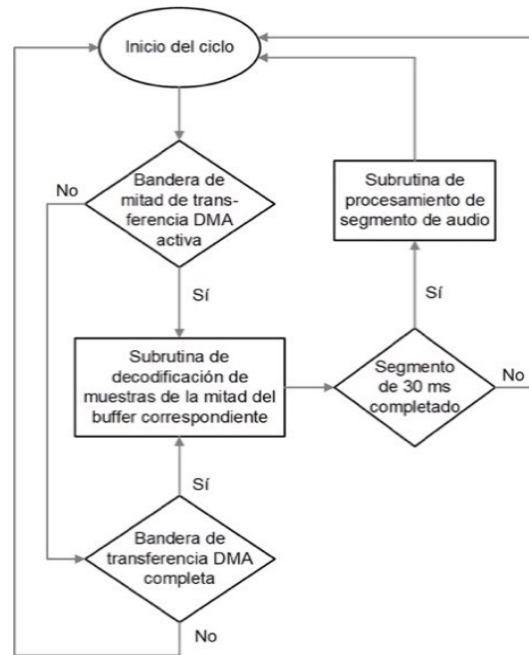 Inicio del ciclo
No
Bandera de
mitad de trans-
ferencia DMA
activa
Sí
Subrutina de
decodificación de
muestras de la mitad del
buffer correspondiente
Sí
Bandera de
transferencia DMA
completa
No
Subrutina de
procesamiento de
segmento de audio
Sí
Segmento
de 30 ms
completado
No